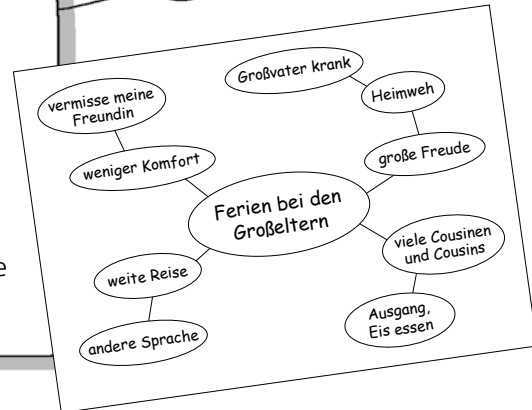 Großvater krank
vermisse meine
Freundin
Heimweh
weniger Komfort
große Freude
Ferien bei den
Großeltern
viele Cousinen
und Cousins
weite Reise
Ausgang,
Eis essen
andere Sprache
e